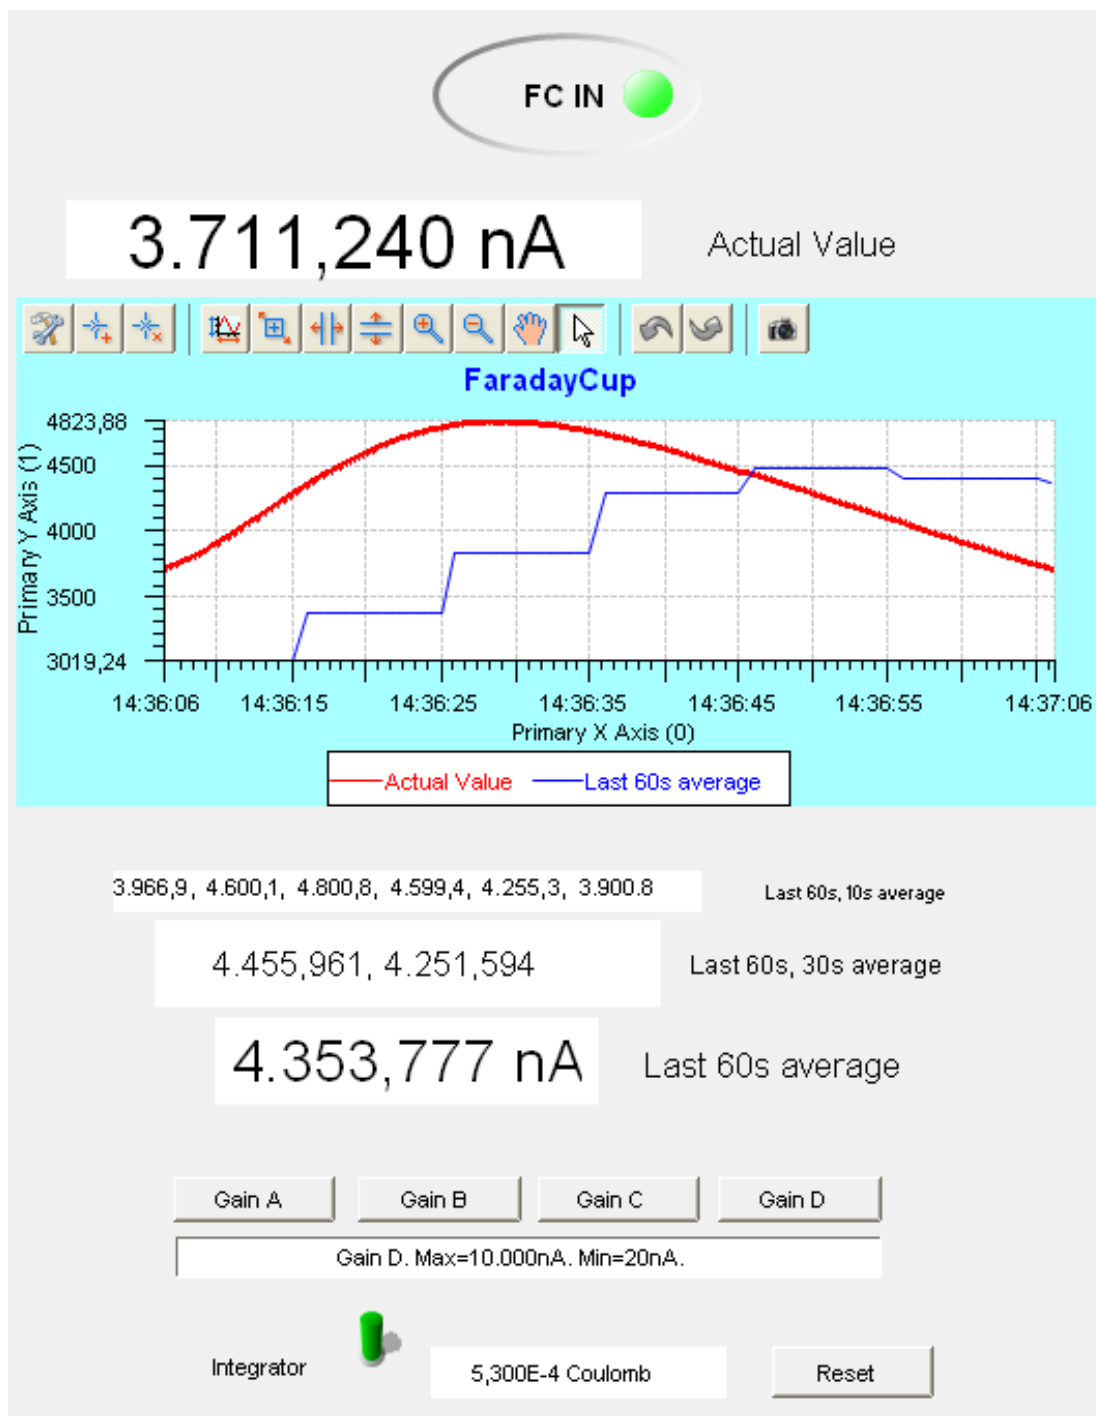 FC IN
3.711,240 nA Actual Value
FaradayCup
4823,88
4500
4000
3500
3019,24
Primary Y Axis (1)
14:36:06 14:36:15 14:36:25 14:36:35 14:36:45 14:36:55 14:37:06
Primary X Axis (0)
Actual Value Last 60s average
3.966,9, 4.600,1, 4.800,8, 4.599,4, 4.255,3, 3.900.8 Last 60s, 10s average
4.455,961, 4.251,594 Last 60s, 30s average
4.353,777 nA Last 60s average
Gain A Gain B Gain C Gain D
Gain D. Max=10.000nA. Min=20nA.
Integrator 5,300E-4 Coulomb Reset